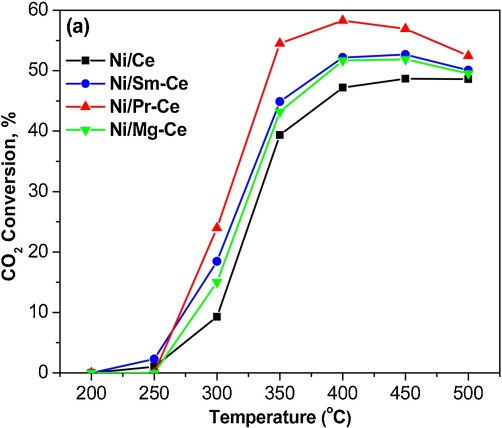 (a)
Ni/Ce
Ni/Sm-Ce
Ni/Pr-Ce
Ni/Mg-Ce
CO2 Conversion, %
60
50
40
30
20
10
0
200 250 300 350 400 450 500
Temperature (°C)